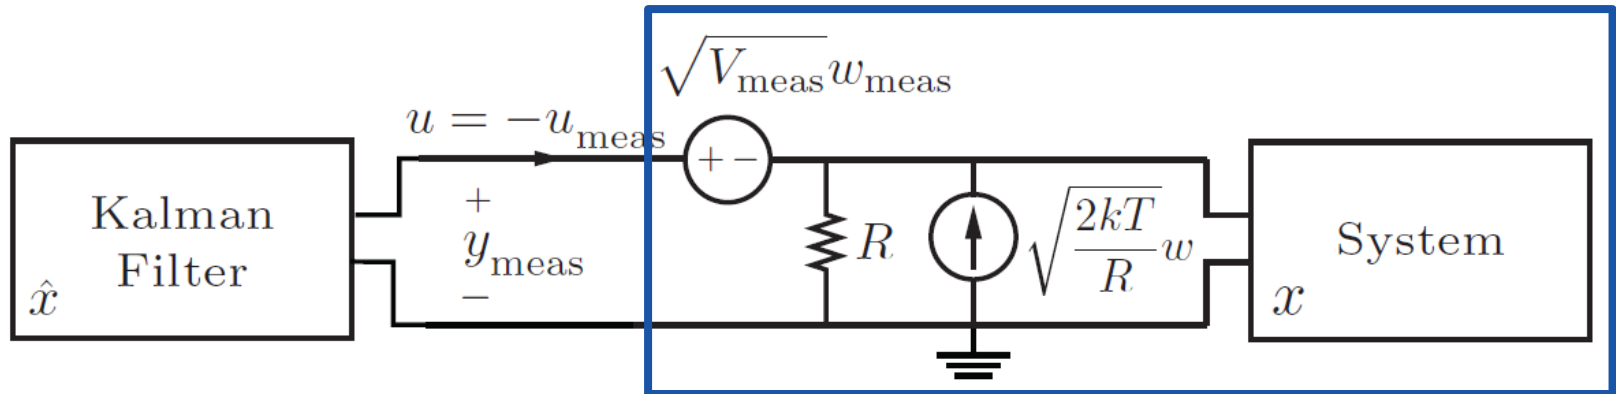 √V_meas w_meas
u = −u_meas
+ −
Kalman
Filter
x̂
+
y_meas
−
R
√(2kT/R) w
System
x